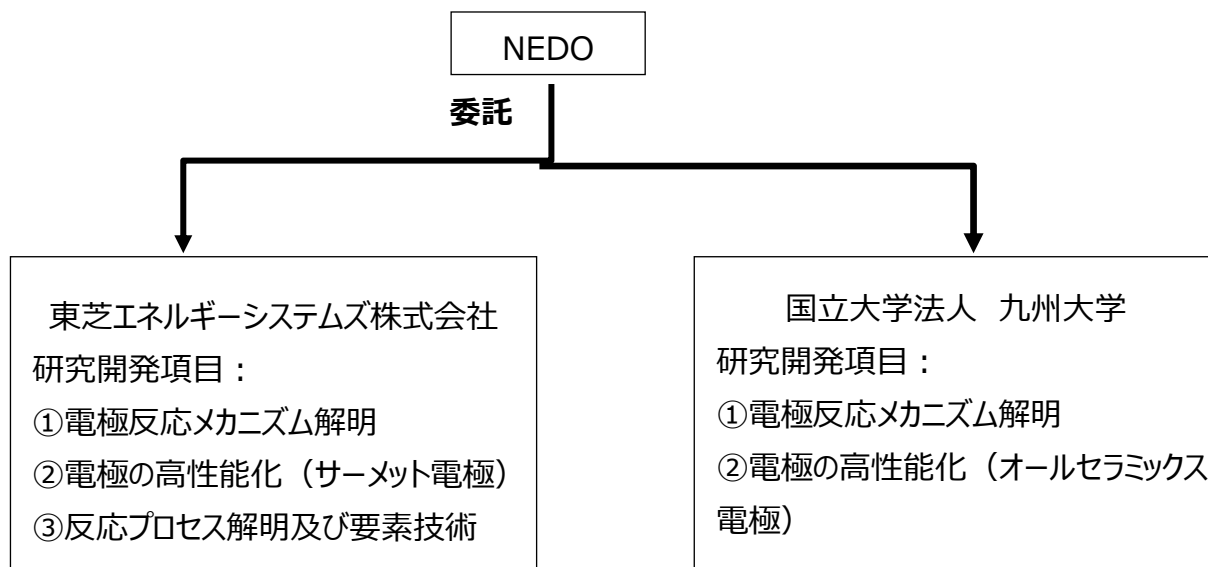 NEDO
委託
東芝エネルギーシステムズ株式会社
研究開発項目：
①電極反応メカニズム解明
②電極の高性能化（サーメット電極）
③反応プロセス解明及び要素技術
国立大学法人　九州大学
研究開発項目：
①電極反応メカニズム解明
②電極の高性能化（オールセラミックス
電極）